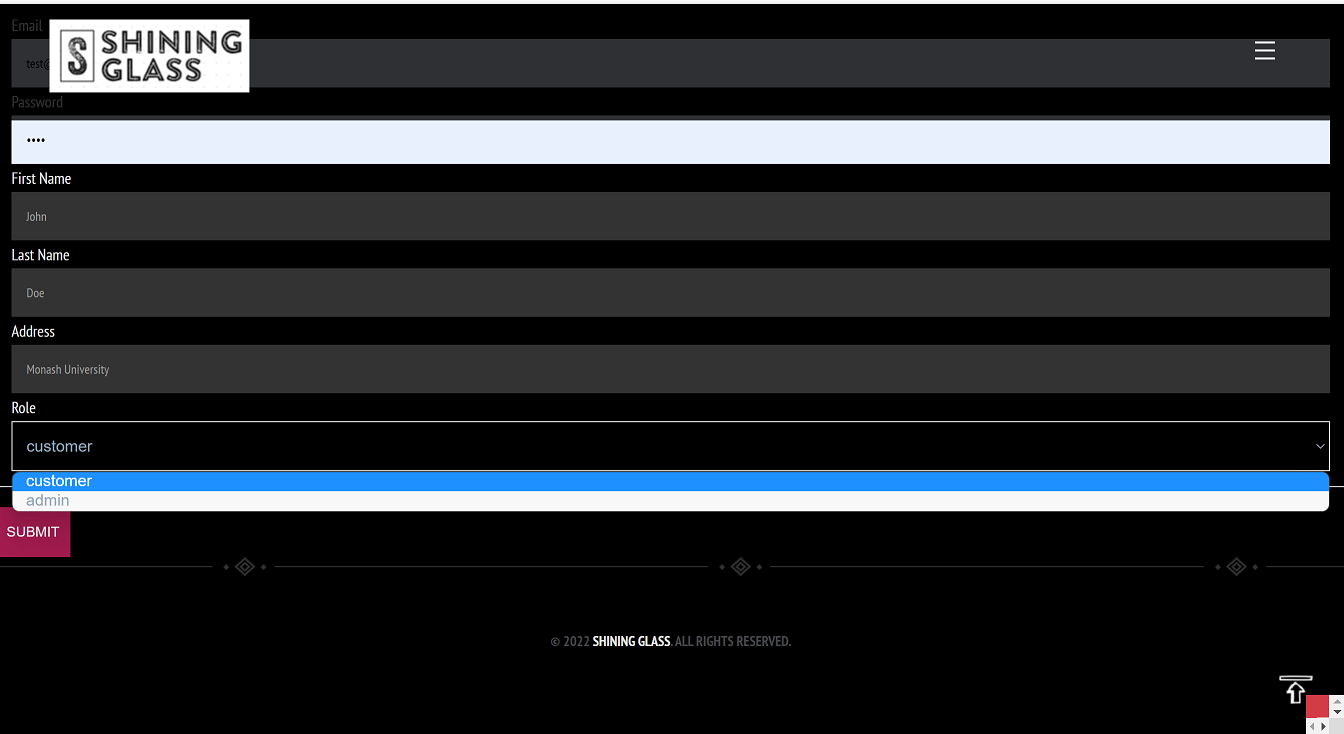 Email
SHINING
GLASS
test@
Password
••••
First Name
John
Last Name
Doe
Address
Monash University
Role
customer
customer
admin
SUBMIT
© 2022 SHINING GLASS. ALL RIGHTS RESERVED.